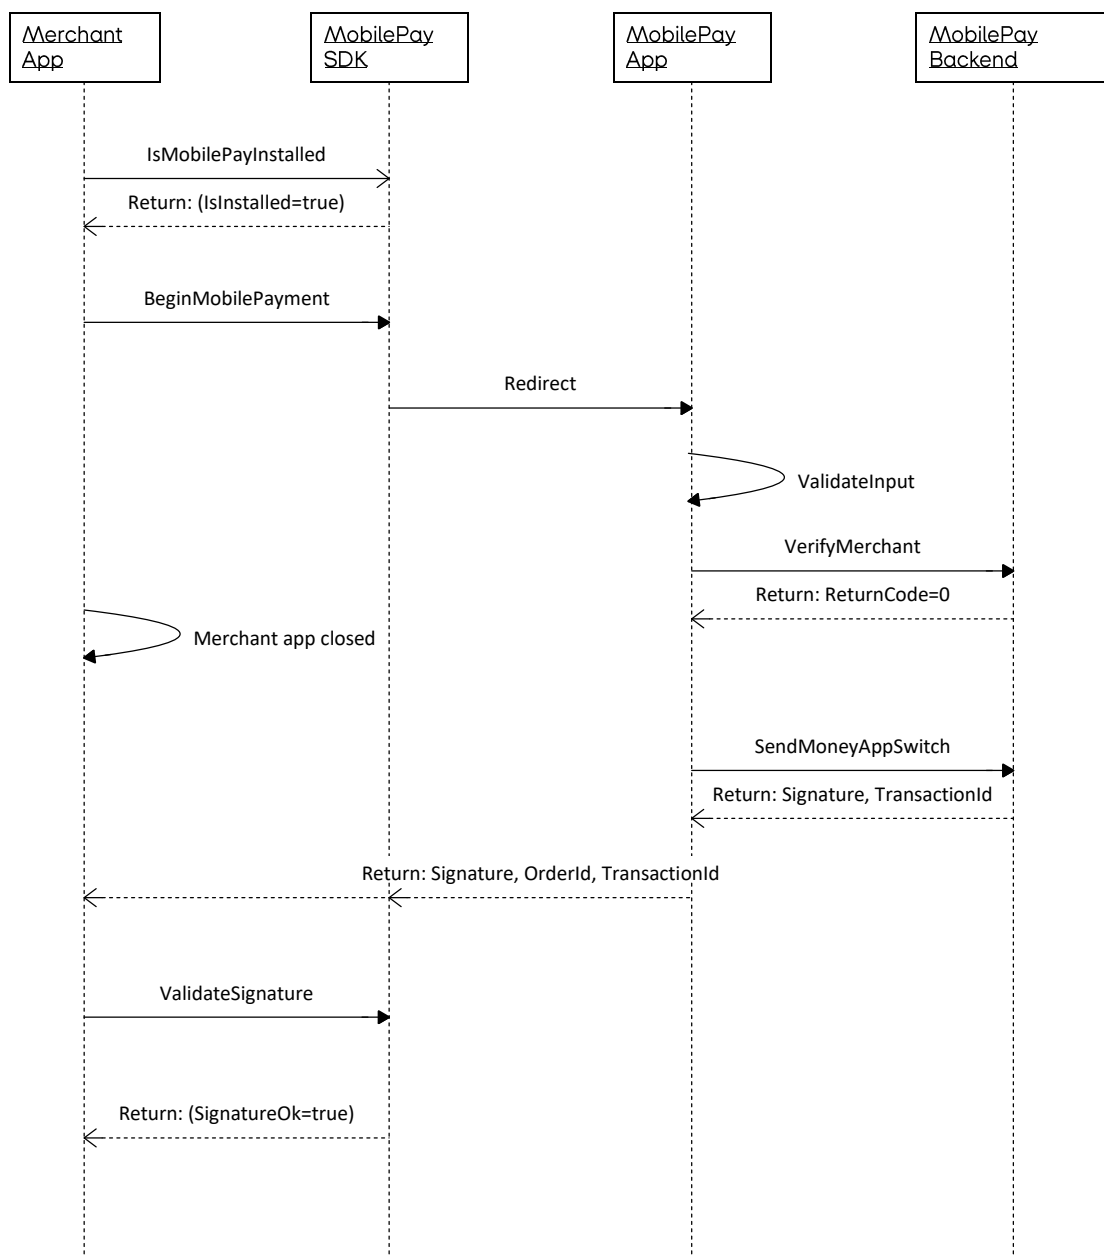 Merchant
App
MobilePay
SDK
MobilePay
App
MobilePay
Backend
IsMobilePayInstalled
Return: (IsInstalled=true)
BeginMobilePayment
Redirect
ValidateInput
VerifyMerchant
Return: ReturnCode=0
Merchant app closed
SendMoneyAppSwitch
Return: Signature, TransactionId
Return: Signature, OrderId, TransactionId
ValidateSignature
Return: (SignatureOk=true)